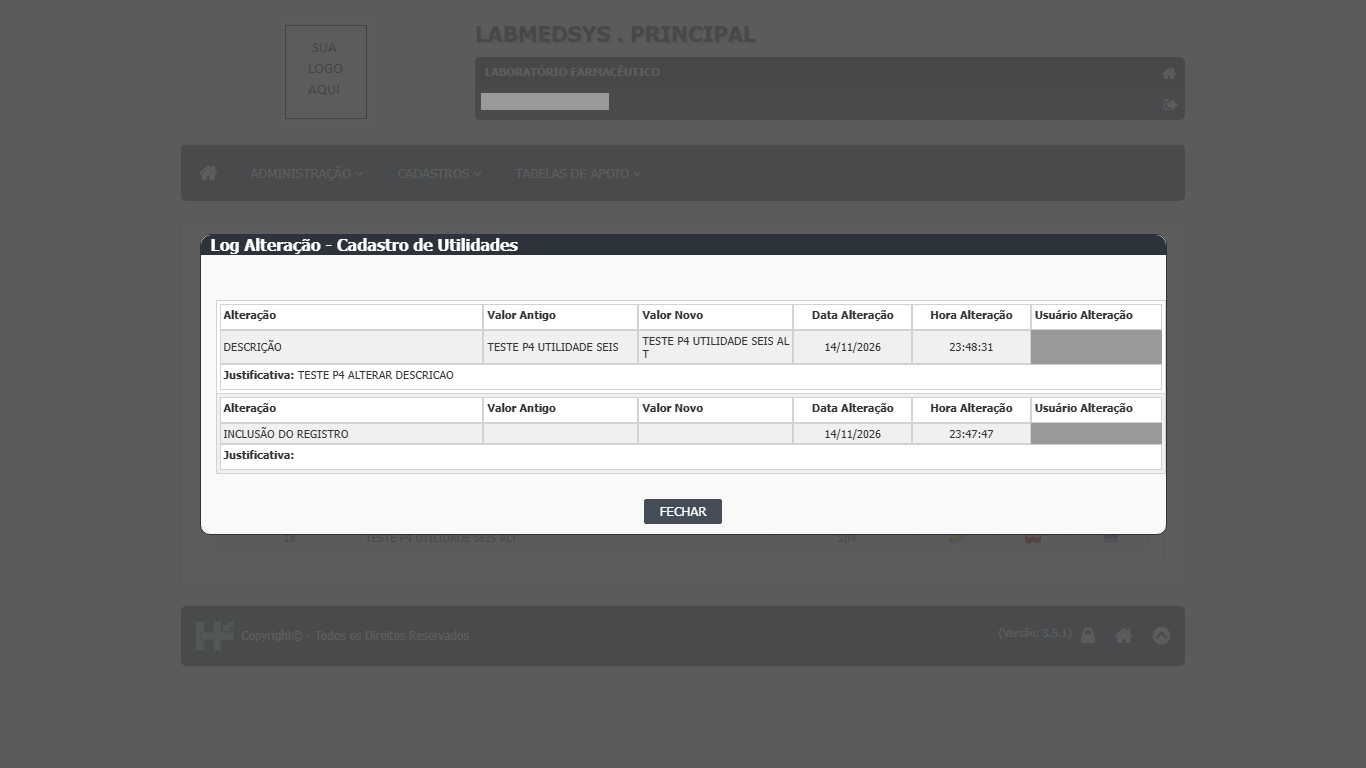 SUA
LOGO
AQUI
LABMEDSYS . PRINCIPAL
LABORATÓRIO FARMACÊUTICO
ADMINISTRAÇÃO CADASTROS TABELAS DE APOIO
Log Alteração - Cadastro de Utilidades
Alteração Valor Antigo Valor Novo Data Alteração Hora Alteração Usuário Alteração
DESCRIÇÃO TESTE P4 UTILIDADE SEIS TESTE P4 UTILIDADE SEIS AL 14/11/2026 23:48:31
T
Justificativa: TESTE P4 ALTERAR DESCRICAO
Alteração Valor Antigo Valor Novo Data Alteração Hora Alteração Usuário Alteração
INCLUSÃO DO REGISTRO 14/11/2026 23:47:47
Justificativa:
FECHAR
18 TESTE P4 UTILIDADE SEIS ALT SIM
Copyright© - Todos os Direitos Reservados (Versão: 3.5.1)